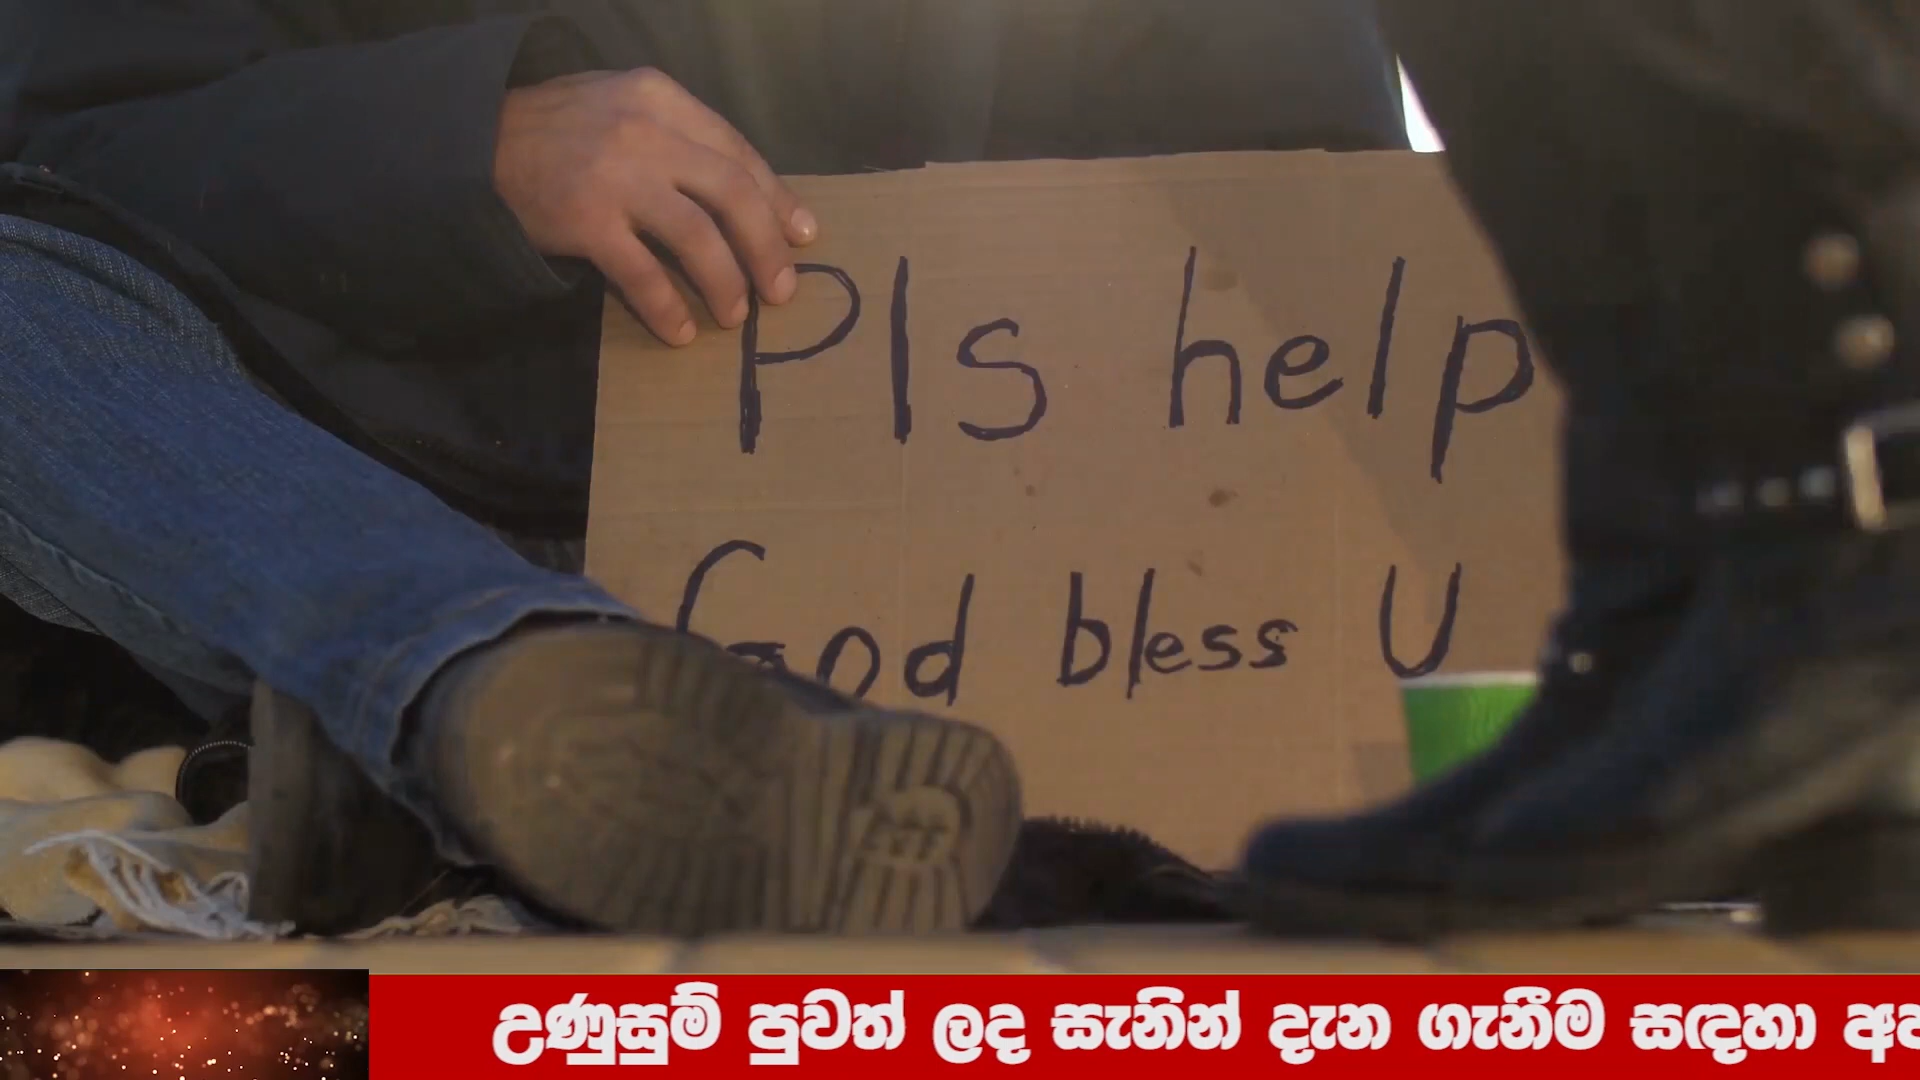 Pls help
God bless U
උණුසුම් පුවත් ලද සැනින් දැන ගැනීම සඳහා